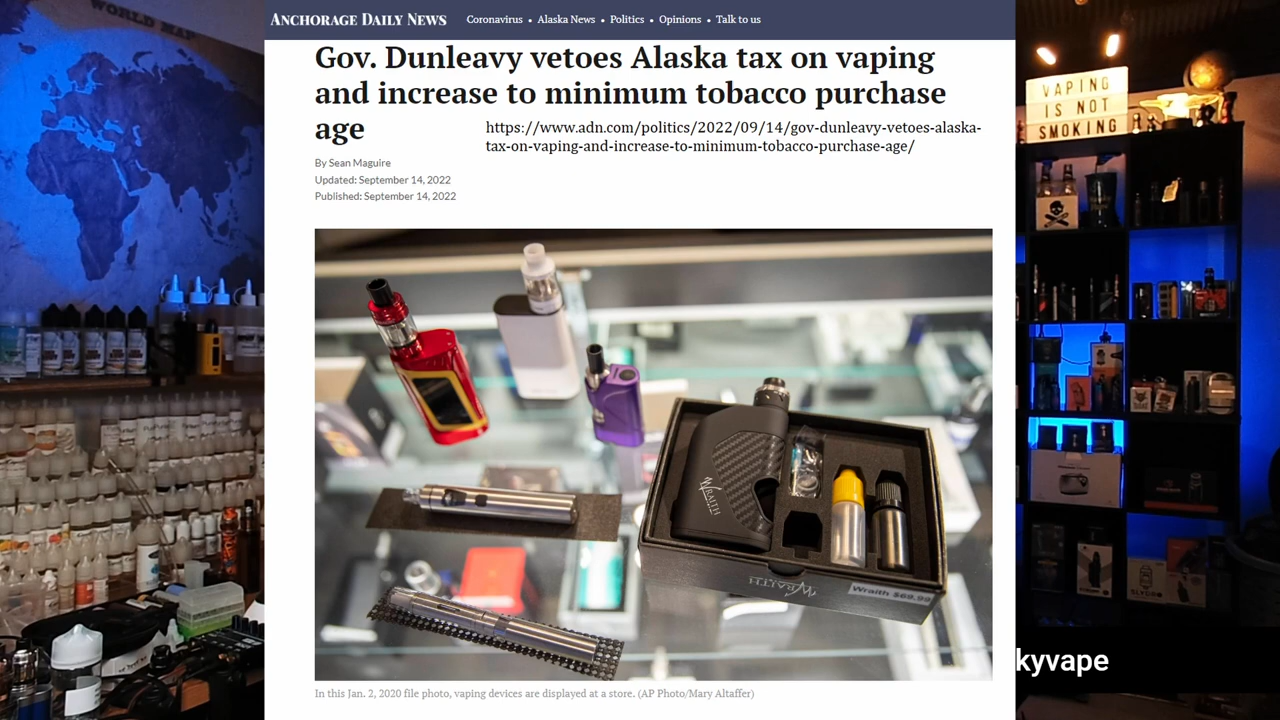 WORLD MAP
ANCHORAGE DAILY NEWS
Coronavirus • Alaska News • Politics • Opinions • Talk to us
Gov. Dunleavy vetoes Alaska tax on vaping
and increase to minimum tobacco purchase
age
https://www.adn.com/politics/2022/09/14/gov-dunleavy-vetoes-alaska-
tax-on-vaping-and-increase-to-minimum-tobacco-purchase-age/
By Sean Maguire
Updated: September 14, 2022
Published: September 14, 2022
VAPING
IS NOT
SMOKING
WRAITH
WRAITH
Wraith $69.99
In this Jan. 2, 2020 file photo, vaping devices are displayed at a store. (AP Photo/Mary Altaffer)
kyvape